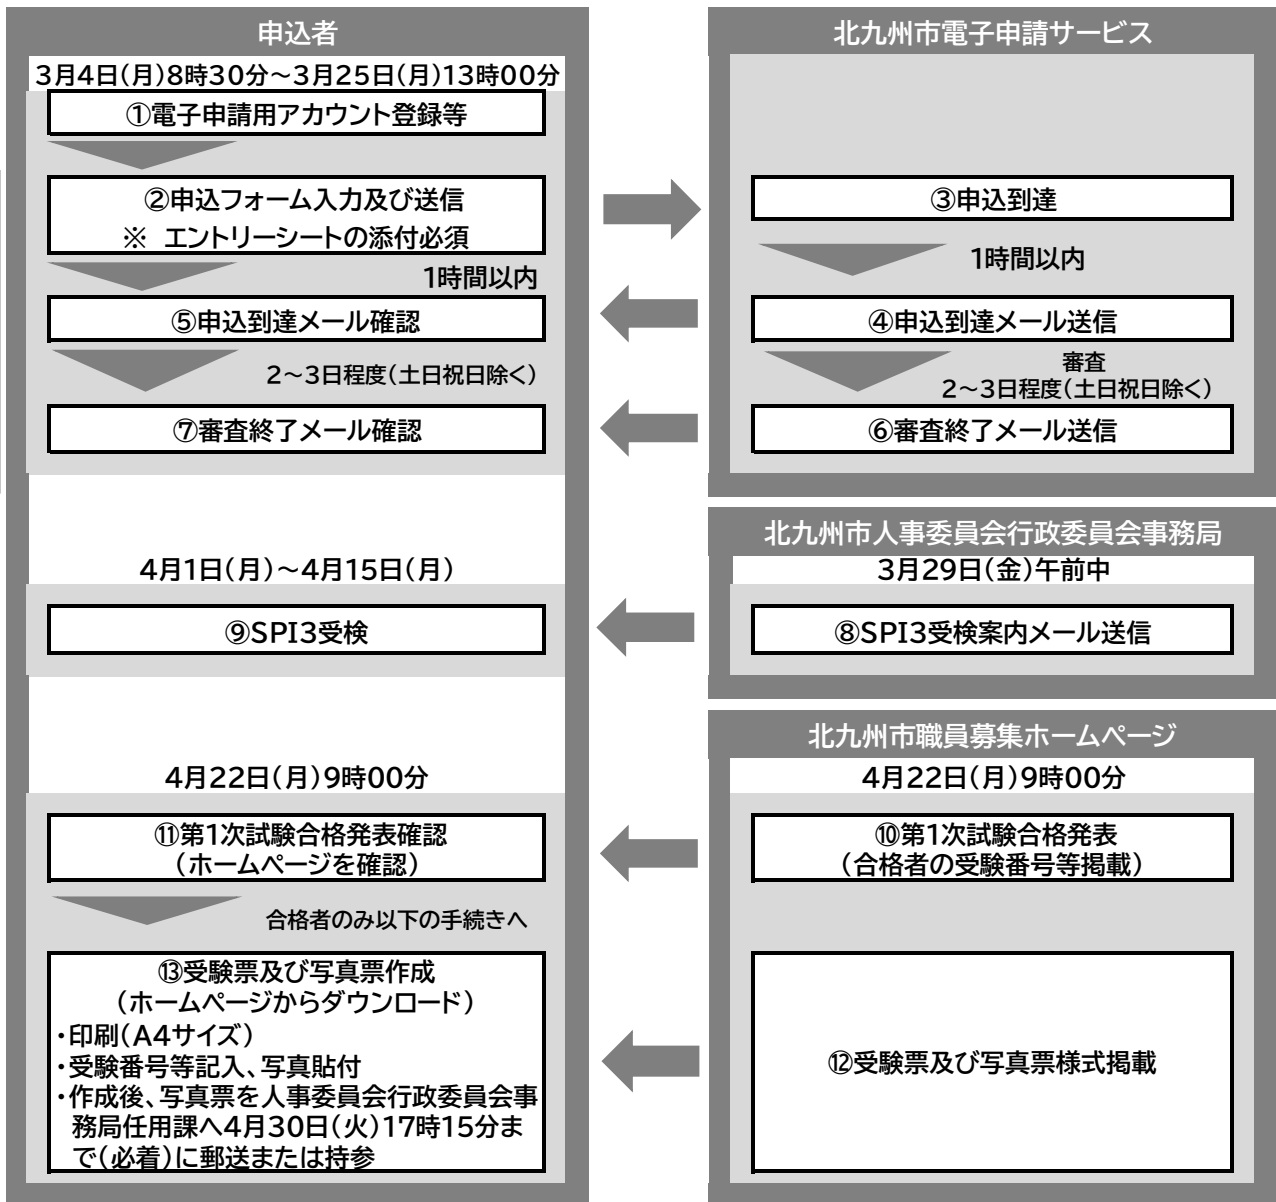 申込者
3月4日(月)8時30分～3月25日(月)13時00分
①電子申請用アカウント登録等
②申込フォーム入力及び送信
※ エントリーシートの添付必須
1時間以内
⑤申込到達メール確認
2～3日程度(土日祝日除く)
⑦審査終了メール確認
4月1日(月)～4月15日(月)
⑨SPI3受検
4月22日(月)9時00分
⑪第1次試験合格発表確認
(ホームページを確認)
合格者のみ以下の手続きへ
⑬受験票及び写真票作成
(ホームページからダウンロード)
・印刷(A4サイズ)
・受験番号等記入、写真貼付
・作成後、写真票を人事委員会行政委員会事
務局任用課へ4月30日(火)17時15分ま
で(必着)に郵送または持参
北九州市電子申請サービス
③申込到達
1時間以内
④申込到達メール送信
審査
2～3日程度(土日祝日除く)
⑥審査終了メール送信
北九州市人事委員会行政委員会事務局
3月29日(金)午前中
⑧SPI3受検案内メール送信
北九州市職員募集ホームページ
4月22日(月)9時00分
⑩第1次試験合格発表
(合格者の受験番号等掲載)
⑫受験票及び写真票様式掲載